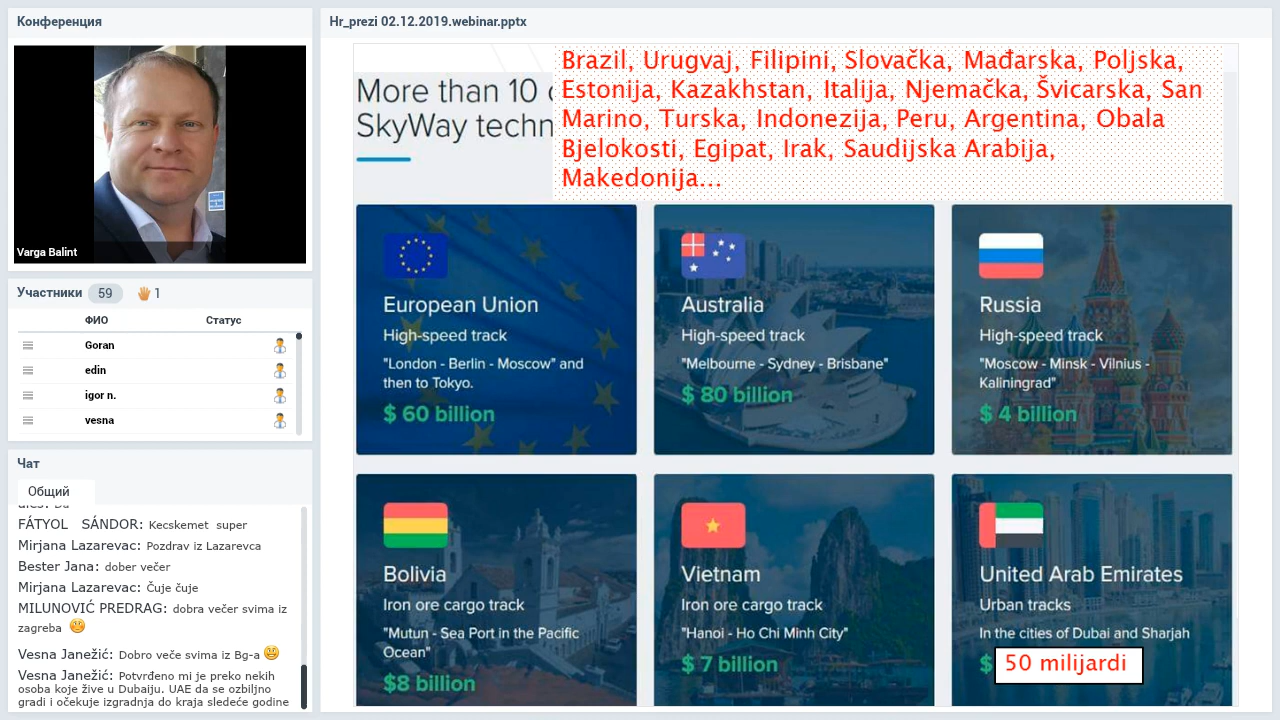 Конференция
Varga Balint
Участники 59 1
ФИО Статус
Goran
edin
igor n.
vesna
Чат
Общий
FÁTYOL SÁNDOR: Kecskemet super
Mirjana Lazarevac: Pozdrav iz Lazarevca
Bester Jana: dober večer
Mirjana Lazarevac: Čuje čuje
MILUNOVIĆ PREDRAG: dobra večer svima iz
zagreba
Vesna Janežić: Dobro veče svima iz Bg-a
Vesna Janežić: Potvrđeno mi je preko nekih
osoba koje žive u Dubaiju. UAE da se ozbiljno
gradi i očekuje izgradnja do kraja sledeće godine
Hr_prezi 02.12.2019.webinar.pptx
More than 10
SkyWay techn
Brazil, Urugvaj, Filipini, Slovačka, Mađarska, Poljska,
Estonija, Kazakhstan, Italija, Njemačka, Švicarska, San
Marino, Turska, Indonezija, Peru, Argentina, Obala
Bjelokosti, Egipat, Irak, Saudijska Arabija,
Makedonija...
European Union
High-speed track
"London - Berlin - Moscow" and
then to Tokyo.
$ 60 billion
Australia
High-speed track
"Melbourne - Sydney - Brisbane"
$ 80 billion
Russia
High-speed track
"Moscow - Minsk - Vilnius -
Kaliningrad"
$ 4 billion
Bolivia
Iron ore cargo track
"Mutun - Sea Port in the Pacific
Ocean"
$8 billion
Vietnam
Iron ore cargo track
"Hanoi - Ho Chi Minh City"
$ 7 billion
United Arab Emirates
Urban tracks
In the cities of Dubai and Sharjah
$ 50 milijardi